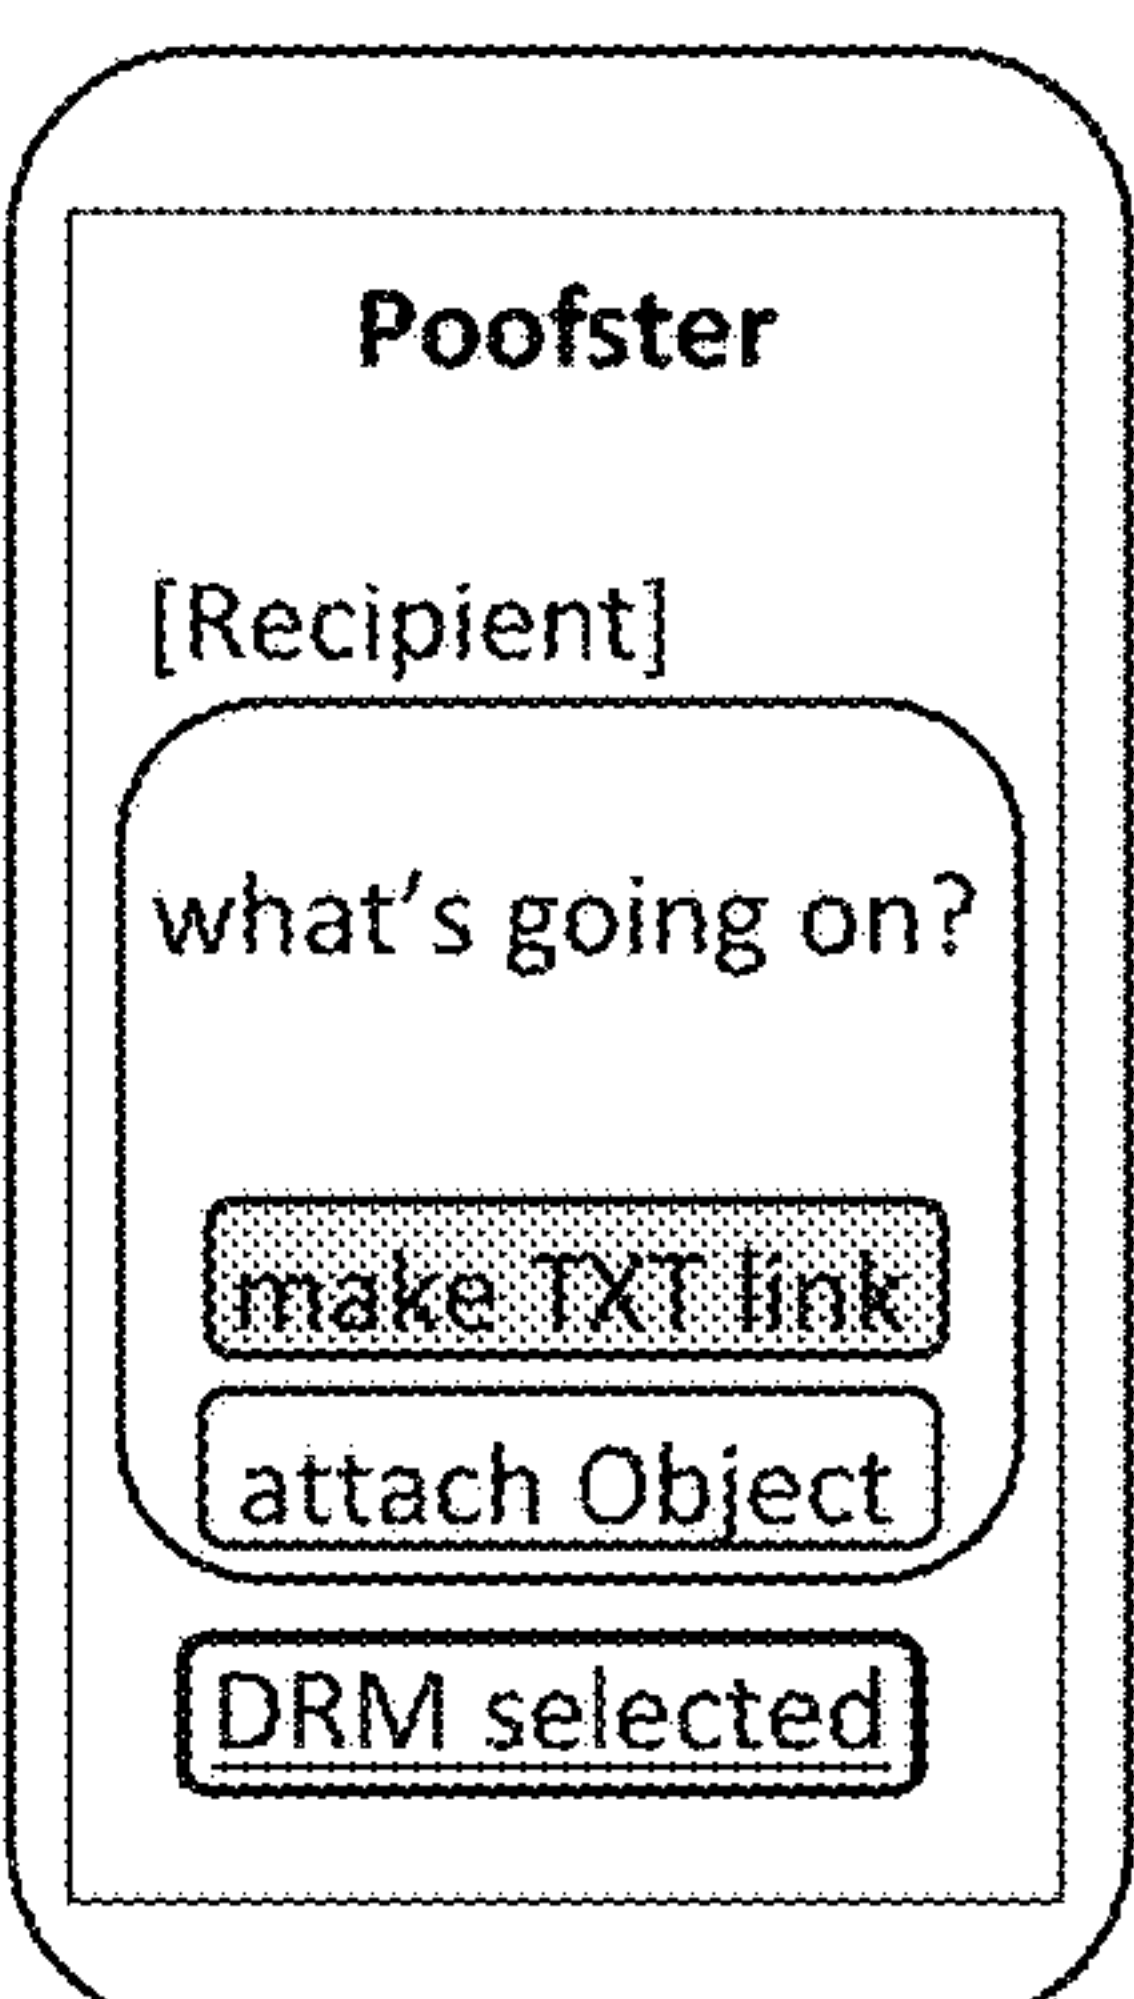 Poofster
[Recipient]
what's going on?
make TXT link
attach Object
DRM selected